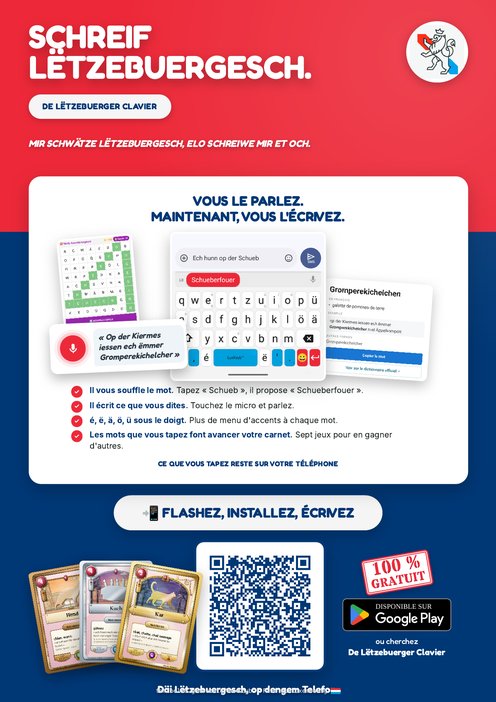 SCHREIF
LËTZEBUERGESCH.
DE LËTZEBUERGER CLAVIER
MIR SCHWÄTZE LËTZEBUERGESCH, ELO SCHREIWE MIR ET OCH.
VOUS LE PARLEZ.
MAINTENANT, VOUS L'ÉCRIVEZ.
Ech hunn op der Schueb
Schueberfouer
q w e r t z u i o p ü
a s d f g h j k l ö ä
y x c v b n m
é ë
« Op der Kiermes
iessen ech ëmmer
Gromperekichelcher »
Gromperekichelchen
galette de pommes de terre
Gromperekichelcher
Copier le mot
Voir sur le dictionnaire officiel
Il vous souffle le mot. Tapez « Schueb », il propose « Schueberfouer ».
Il écrit ce que vous dites. Touchez le micro et parlez.
é, ë, ä, ö, ü sous le doigt. Plus de menu d'accents à chaque mot.
Les mots que vous tapez font avancer votre carnet. Sept jeux pour en gagner
d'autres.
CE QUE VOUS TAPEZ RESTE SUR VOTRE TÉLÉPHONE
FLASHEZ, INSTALLEZ, ÉCRIVEZ
Kuch
Kaz
100 %
GRATUIT
DISPONIBLE SUR
Google Play
ou cherchez
De Lëtzebuerger Clavier
Däi Lëtzebuergesch, op dengem Telefon